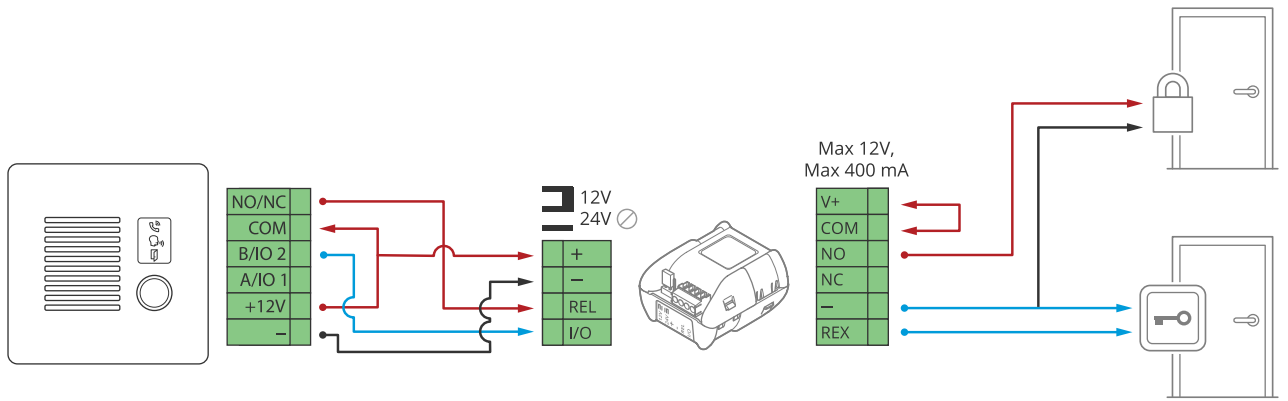 NO/NC
COM
B/IO 2
A/IO 1
+12V
–
12V
24V
+
–
REL
I/O
Max 12V,
Max 400 mA
V+
COM
NO
NC
–
REX